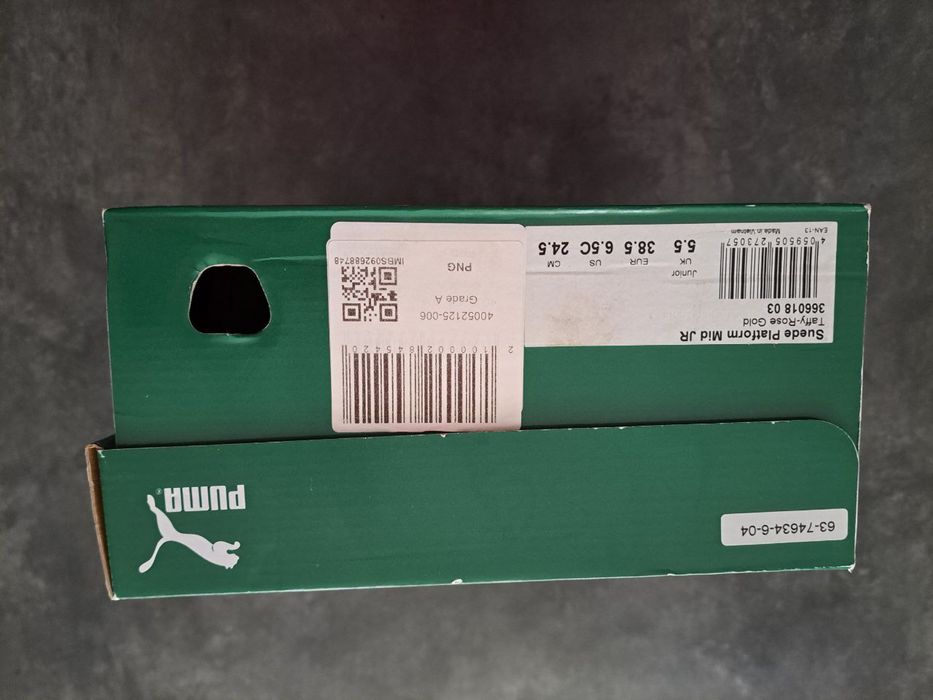 63-74634-6-04
PUMA
Suede Platform Mid JR
Taffy-Rose Gold
366018 03
4 059505 273057
EAN-13 Made in Vietnam
Junior
UK EUR US CM
5.5 38.5 6.5C 24.5
40052125-006
Grade A
PNG
IMBS092688748